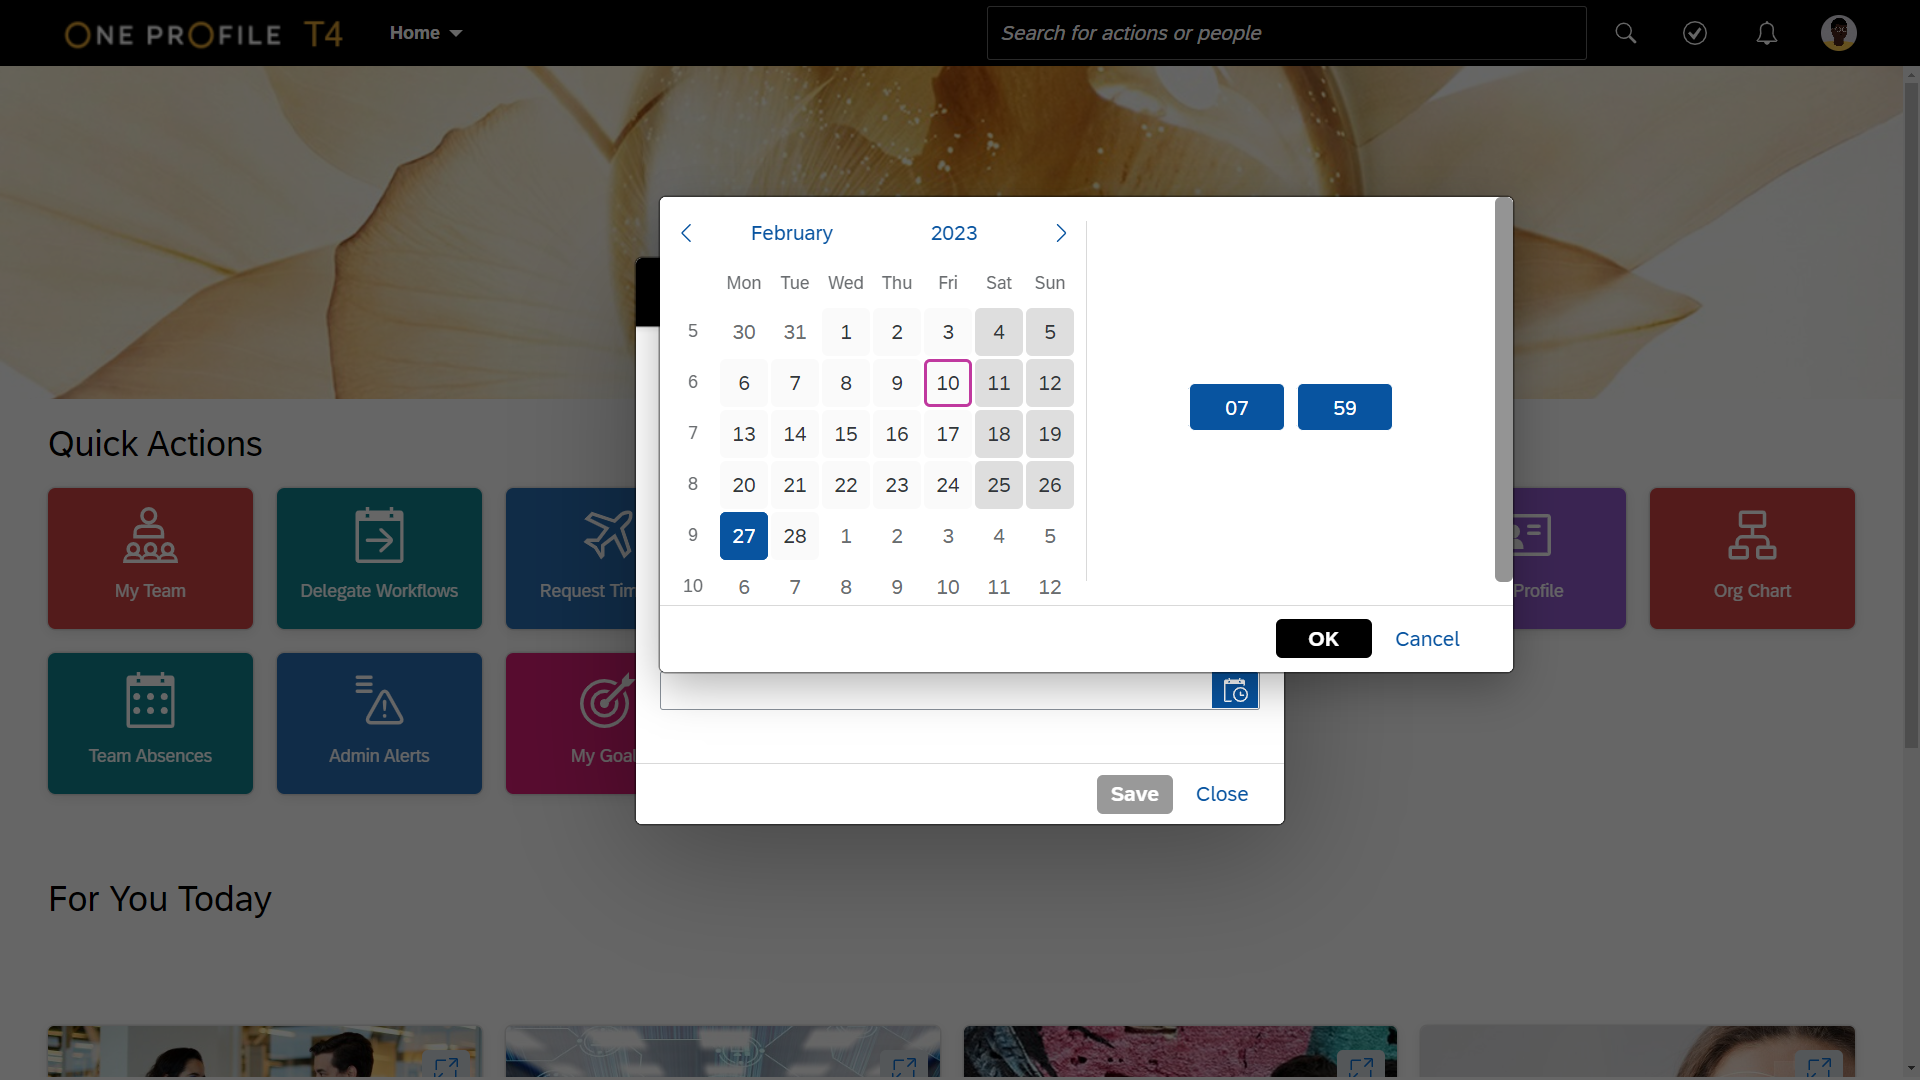 ONE PROFILE T4
Home
Search for actions or people
February 2023
Mon Tue Wed Thu Fri Sat Sun
5 30 31 1 2 3 4 5
6 6 7 8 9 10 11 12
7 13 14 15 16 17 18 19
8 20 21 22 23 24 25 26
9 27 28 1 2 3 4 5
10 6 7 8 9 10 11 12
07 59
OK Cancel
Save Close
Quick Actions
My Team
Delegate Workflows
Request Tim
Profile
Org Chart
Team Absences
Admin Alerts
My Goal
For You Today